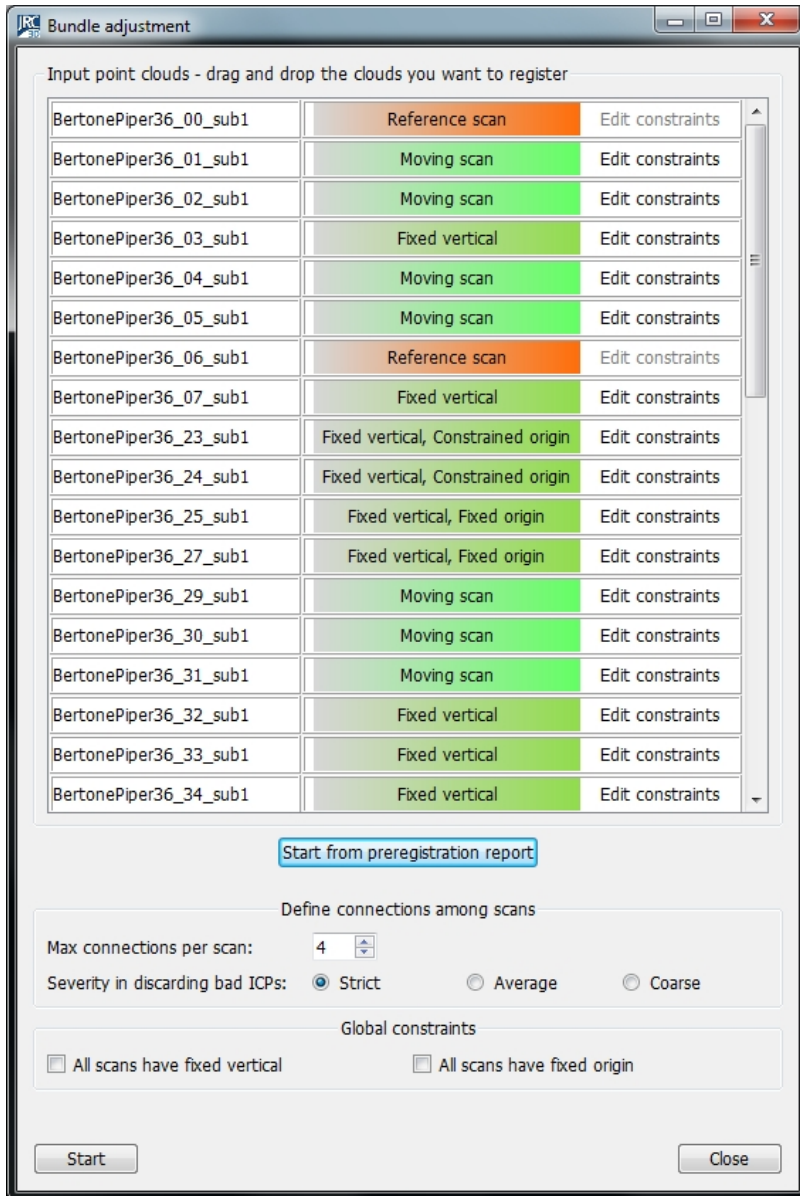 JRC 3D Bundle adjustment
Input point clouds - drag and drop the clouds you want to register
BertonePiper36_00_sub1 Reference scan Edit constraints
BertonePiper36_01_sub1 Moving scan Edit constraints
BertonePiper36_02_sub1 Moving scan Edit constraints
BertonePiper36_03_sub1 Fixed vertical Edit constraints
BertonePiper36_04_sub1 Moving scan Edit constraints
BertonePiper36_05_sub1 Moving scan Edit constraints
BertonePiper36_06_sub1 Reference scan Edit constraints
BertonePiper36_07_sub1 Fixed vertical Edit constraints
BertonePiper36_23_sub1 Fixed vertical, Constrained origin Edit constraints
BertonePiper36_24_sub1 Fixed vertical, Constrained origin Edit constraints
BertonePiper36_25_sub1 Fixed vertical, Fixed origin Edit constraints
BertonePiper36_27_sub1 Fixed vertical, Fixed origin Edit constraints
BertonePiper36_29_sub1 Moving scan Edit constraints
BertonePiper36_30_sub1 Moving scan Edit constraints
BertonePiper36_31_sub1 Moving scan Edit constraints
BertonePiper36_32_sub1 Fixed vertical Edit constraints
BertonePiper36_33_sub1 Fixed vertical Edit constraints
BertonePiper36_34_sub1 Fixed vertical Edit constraints
Start from preregistration report
Define connections among scans
Max connections per scan: 4
Severity in discarding bad ICPs: Strict Average Coarse
Global constraints
All scans have fixed vertical All scans have fixed origin
Start Close